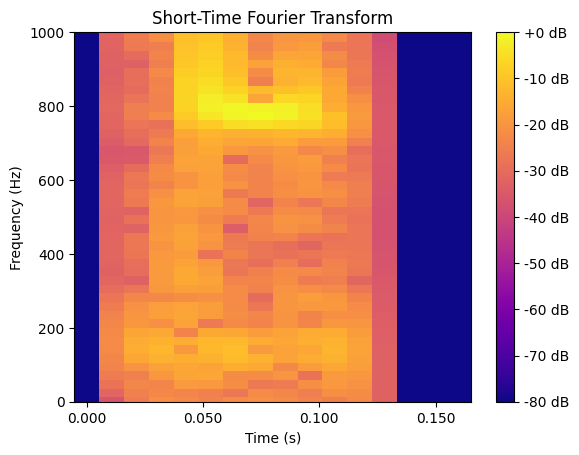 Short-Time Fourier Transform
Frequency (Hz)
1000
800
600
400
200
0
0.000
0.050
0.100
0.150
Time (s)
+0 dB
-10 dB
-20 dB
-30 dB
-40 dB
-50 dB
-60 dB
-70 dB
-80 dB